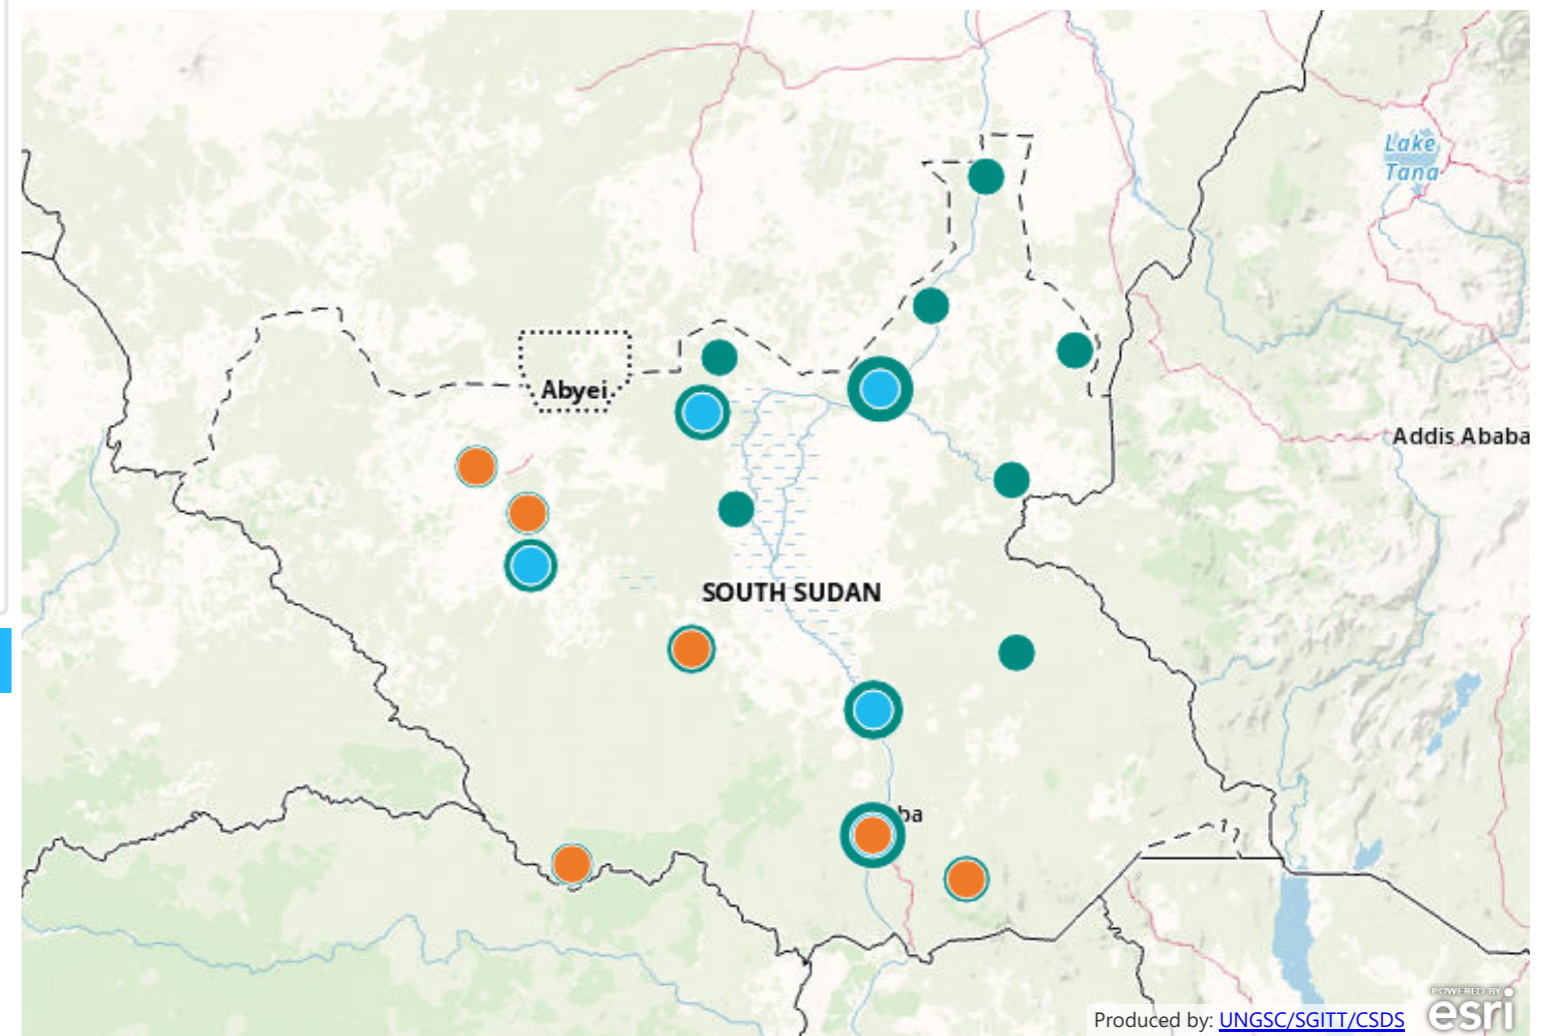 Lake
Tana
Abyei
Addis Ababa
SOUTH SUDAN
ba
POWERED BY
esri
Produced by: UNGSC/SGITT/CSDS